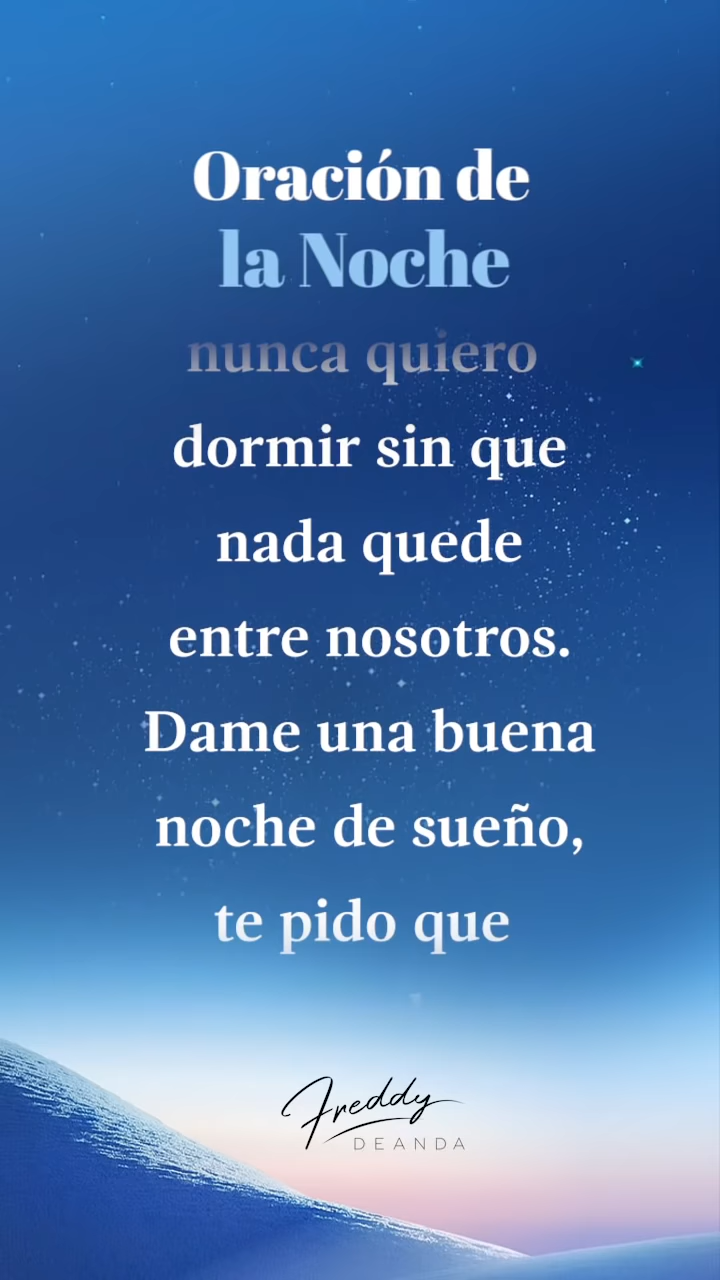 Oración de
la Noche
nunca quiero
dormir sin que
nada quede
entre nosotros.
Dame una buena
noche de sueño,
te pido que
Freddy
DEANDA